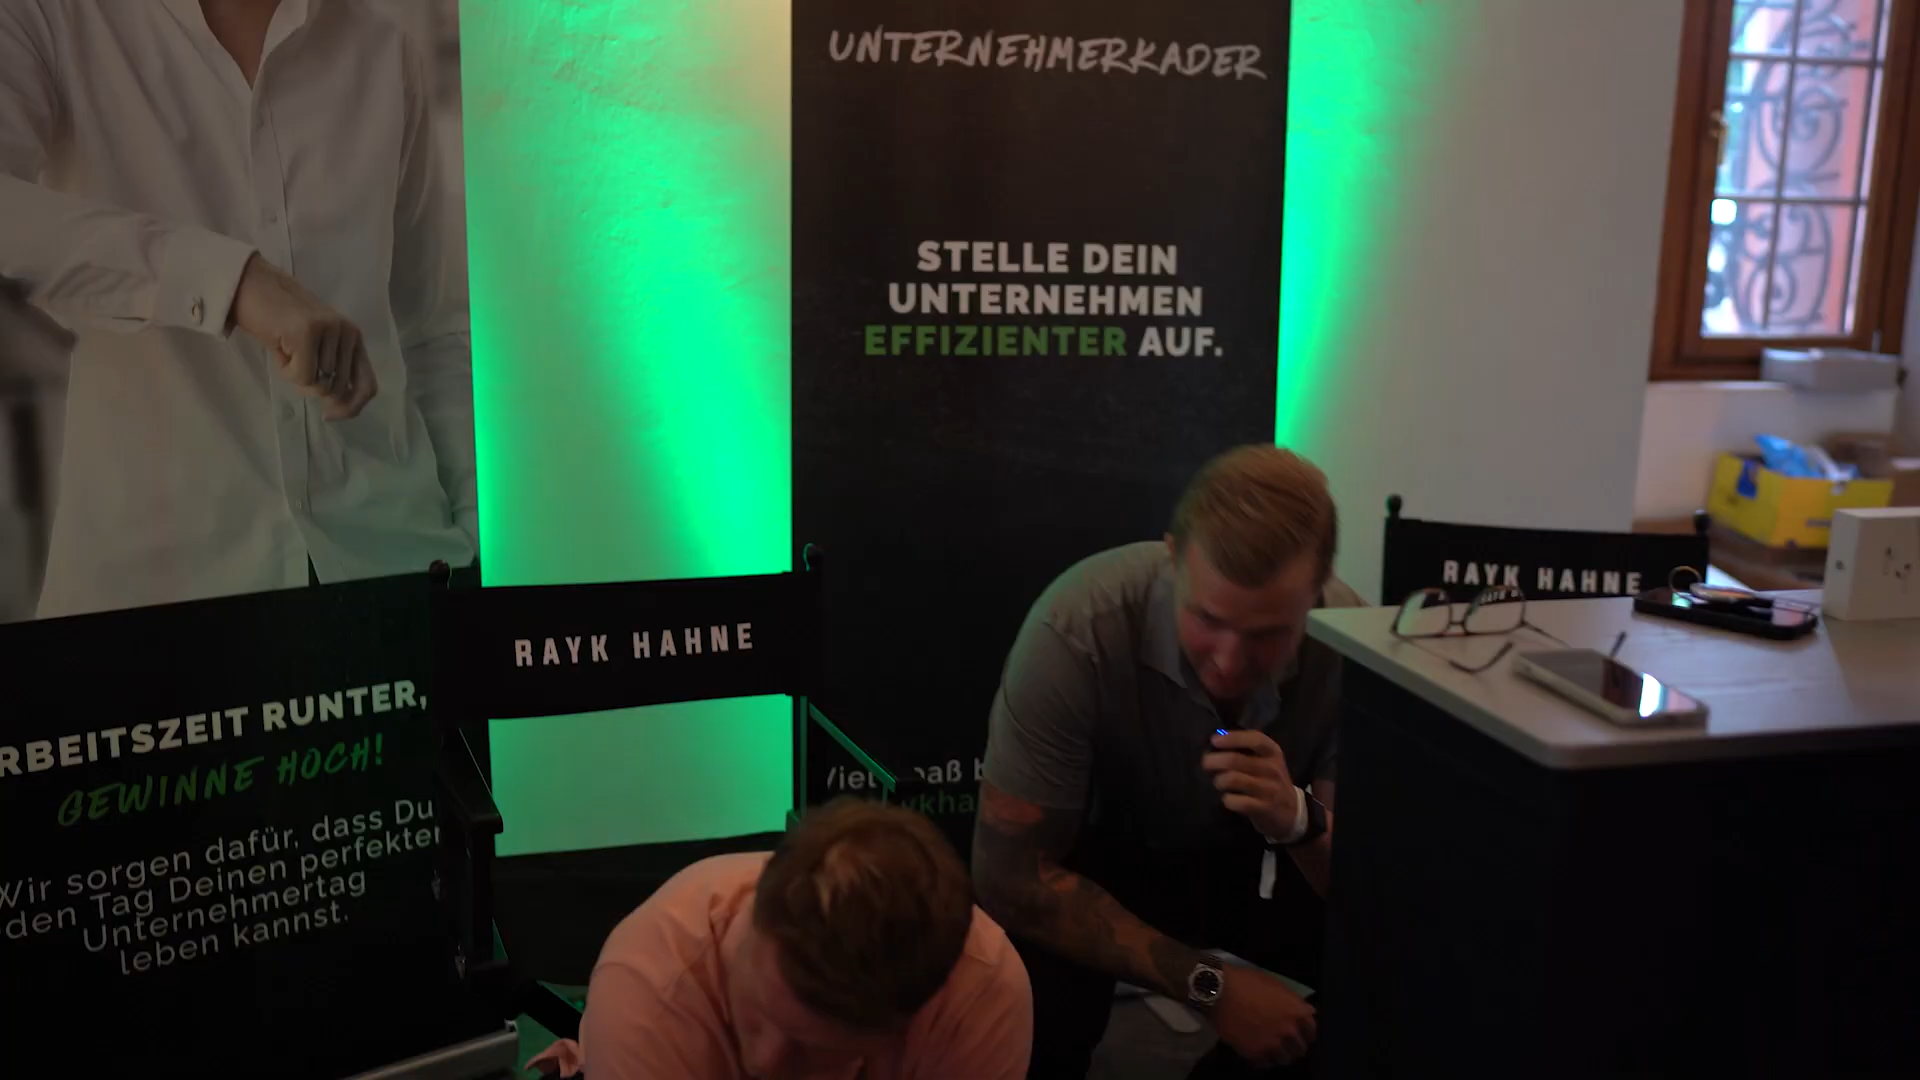 UNTERNEHMERKADER
STELLE DEIN
UNTERNEHMEN
EFFIZIENTER AUF.
RAYK HAHNE
RAYK HAHNE
RBEITSZEIT RUNTER,
GEWINNE HOCH!
Wir sorgen dafür, dass Du
den Tag Deinen perfekten
Unternehmertag
leben kannst.